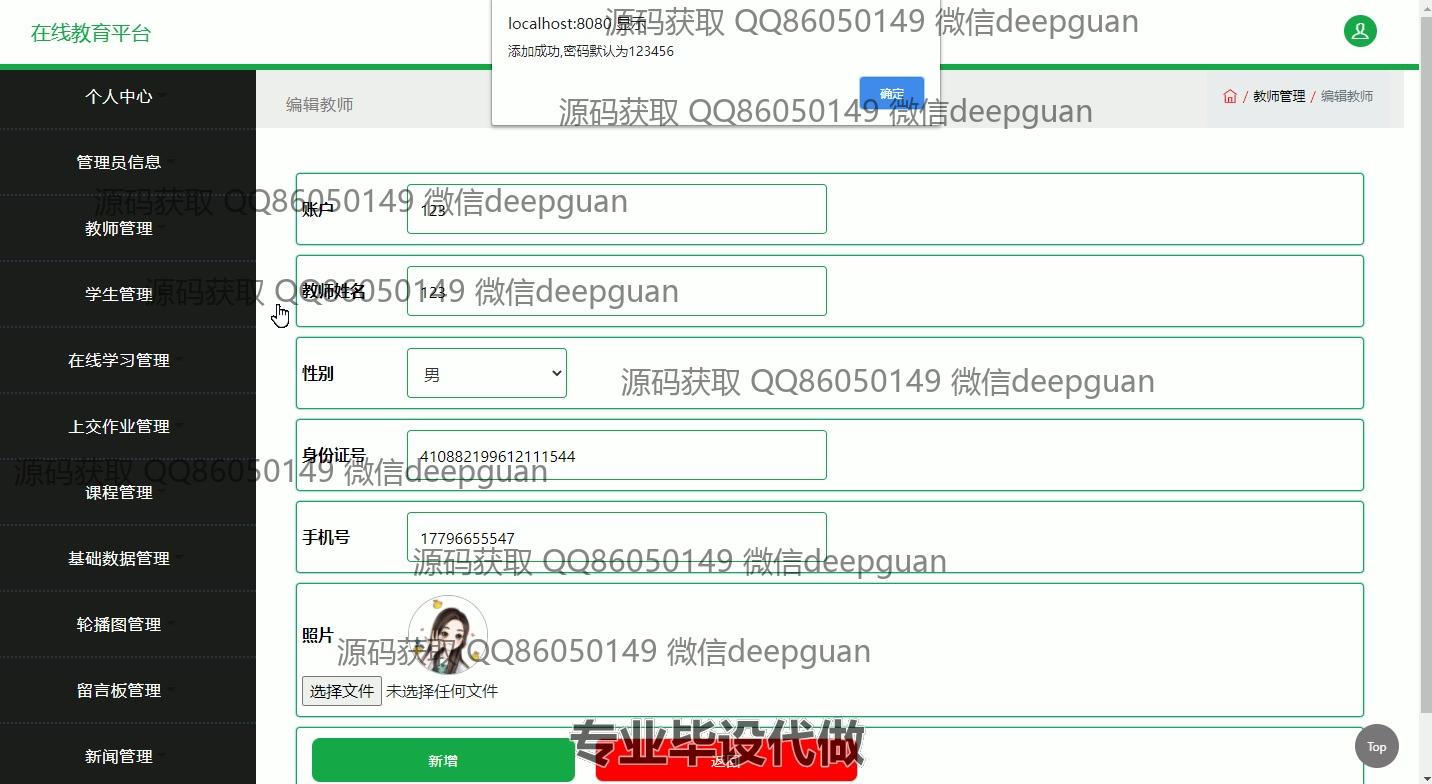 在线教育平台
localhost:8080 显示
添加成功,密码默认为123456
确定
源码获取 QQ86050149 微信deepguan
源码获取 QQ86050149 微信deepguan
个人中心
管理员信息
教师管理
学生管理
在线学习管理
上交作业管理
课程管理
基础数据管理
轮播图管理
留言板管理
新闻管理
编辑教师
/ 教师管理 / 编辑教师
源码获取 QQ86050149 微信deepguan
账户 123
源码获取 QQ86050149 微信deepguan
教师姓名 123
性别 男
源码获取 QQ86050149 微信deepguan
身份证号 410882199612111544
源码获取 QQ86050149 微信deepguan
手机号 17796655547
源码获取 QQ86050149 微信deepguan
照片
源码获取 QQ86050149 微信deepguan
选择文件 未选择任何文件
专业毕设代做
新增 返回
Top